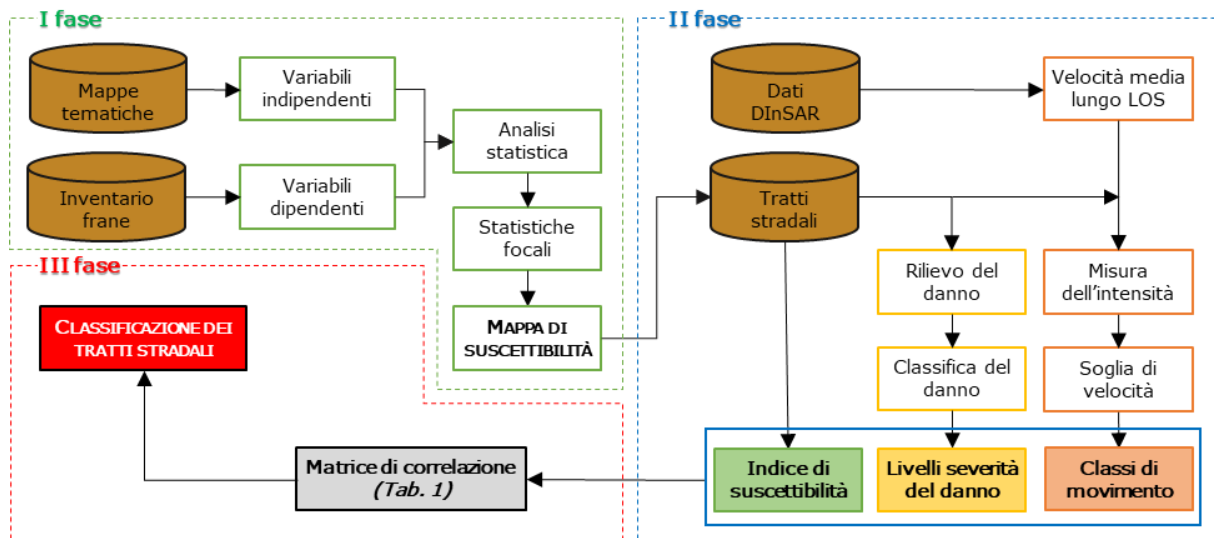 I fase
Mappe
tematiche
Variabili
indipendenti
Inventario
frane
Variabili
dipendenti
Analisi
statistica
Statistiche
focali
MAPPA DI
SUSCETTIBILITÀ
II fase
Dati
DInSAR
Velocità media
lungo LOS
Tratti
stradali
Rilievo del
danno
Misura
dell'intensità
Classifica del
danno
Soglia di
velocità
Indice di
suscettibilità
Livelli severità
del danno
Classi di
movimento
III fase
CLASSIFICAZIONE DEI
TRATTI STRADALI
Matrice di correlazione
(Tab. 1)